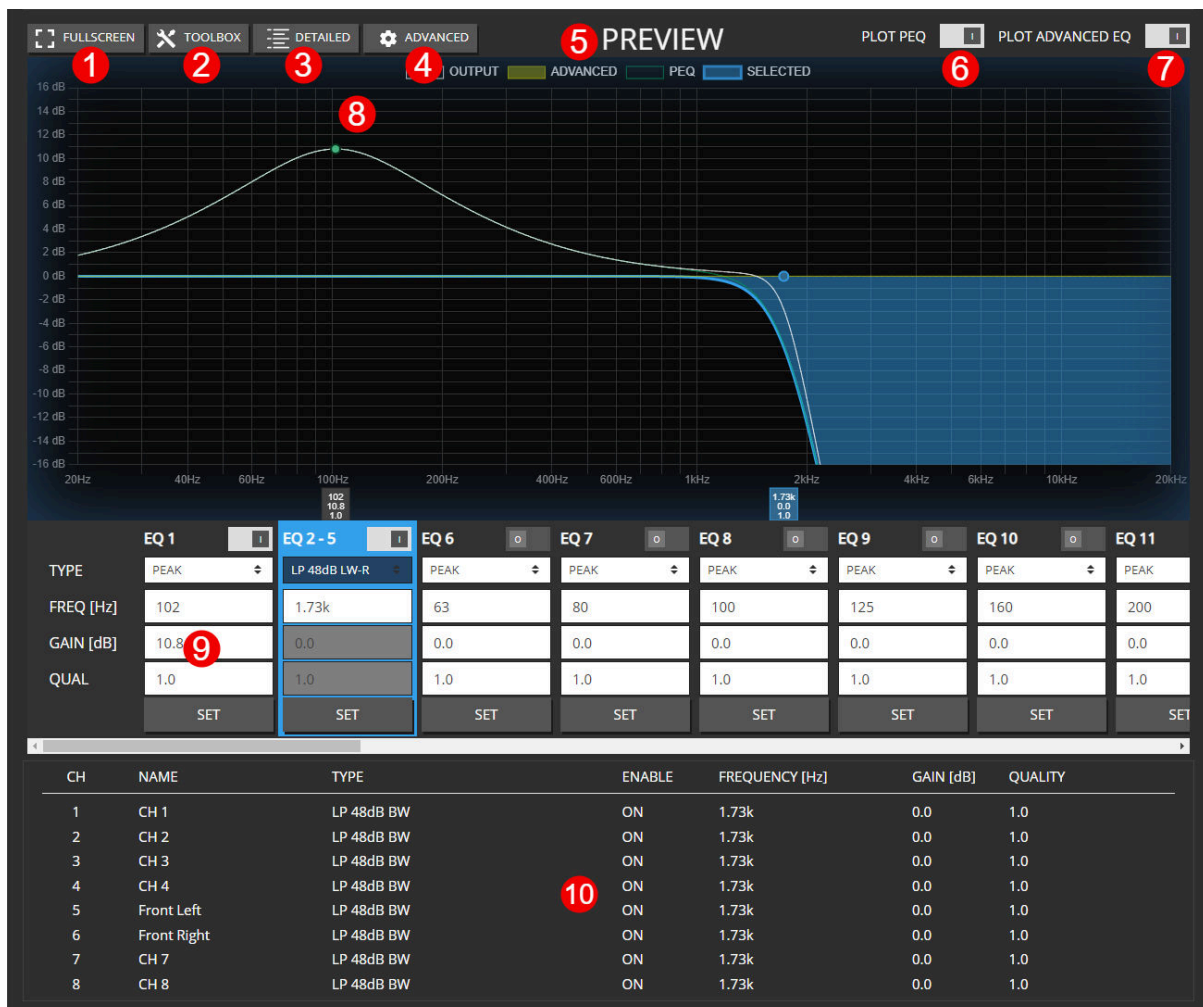 FULLSCREEN TOOLBOX DETAILED ADVANCED 5 PREVIEW PLOT PEQ I PLOT ADVANCED EQ I
1 2 3 4 6 7
OUTPUT ADVANCED PEQ SELECTED
16 dB
14 dB
8
12 dB
10 dB
8 dB
6 dB
4 dB
2 dB
0 dB
-2 dB
-4 dB
-6 dB
-8 dB
-10 dB
-12 dB
-14 dB
-16 dB
20Hz 40Hz 60Hz 100Hz 200Hz 400Hz 600Hz 1kHz 2kHz 4kHz 6kHz 10kHz 20kHz
102 1.73k
10.8 0.0
1.0 1.0
EQ 1 I EQ 2 - 5 I EQ 6 O EQ 7 O EQ 8 O EQ 9 O EQ 10 O EQ 11
TYPE PEAK LP 48dB LW-R PEAK PEAK PEAK PEAK PEAK PEAK
FREQ [Hz] 102 1.73k 63 80 100 125 160 200
GAIN [dB] 10.8 9 0.0 0.0 0.0 0.0 0.0 0.0 0.0
QUAL 1.0 1.0 1.0 1.0 1.0 1.0 1.0 1.0
SET SET SET SET SET SET SET SET
CH NAME TYPE ENABLE FREQUENCY [Hz] GAIN [dB] QUALITY
1 CH 1 LP 48dB BW ON 1.73k 0.0 1.0
2 CH 2 LP 48dB BW ON 1.73k 0.0 1.0
3 CH 3 LP 48dB BW ON 1.73k 0.0 1.0
4 CH 4 LP 48dB BW 10 ON 1.73k 0.0 1.0
5 Front Left LP 48dB BW ON 1.73k 0.0 1.0
6 Front Right LP 48dB BW ON 1.73k 0.0 1.0
7 CH 7 LP 48dB BW ON 1.73k 0.0 1.0
8 CH 8 LP 48dB BW ON 1.73k 0.0 1.0